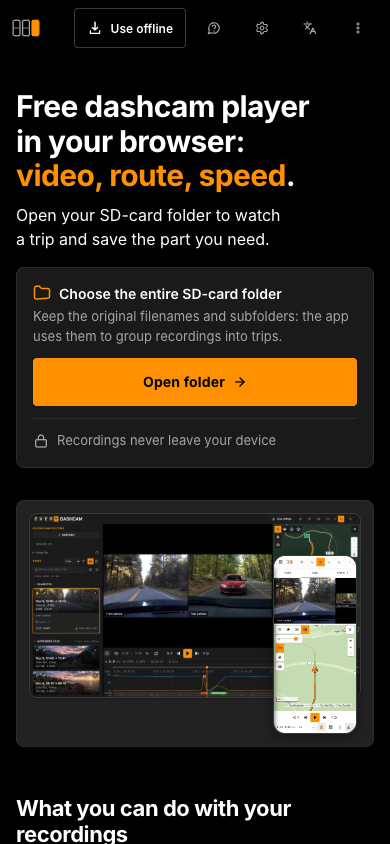 Use offline
Free dashcam player
in your browser:
video, route, speed.
Open your SD-card folder to watch
a trip and save the part you need.
Choose the entire SD-card folder
Keep the original filenames and subfolders: the app
uses them to group recordings into trips.
Open folder →
Recordings never leave your device
EVERYDASHCAM
Use offline
What you can do with your
recordings